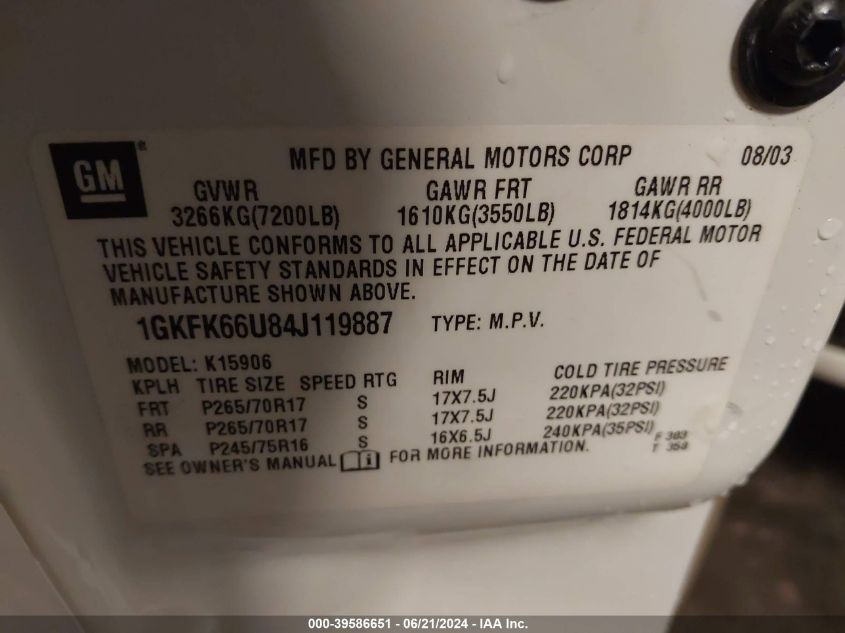 GM
MFD BY GENERAL MOTORS CORP 08/03
GVWR GAWR FRT GAWR RR
3266KG(7200LB) 1610KG(3550LB) 1814KG(4000LB)
THIS VEHICLE CONFORMS TO ALL APPLICABLE U.S. FEDERAL MOTOR
VEHICLE SAFETY STANDARDS IN EFFECT ON THE DATE OF
MANUFACTURE SHOWN ABOVE.
1GKFK66U84J119887 TYPE: M.P.V.
MODEL: K15906
KPLH TIRE SIZE SPEED RTG RIM COLD TIRE PRESSURE
FRT P265/70R17 S 17X7.5J 220KPA(32PSI)
RR P265/70R17 S 17X7.5J 220KPA(32PSI)
SPA P245/75R16 S 16X6.5J 240KPA(35PSI)
SEE OWNER'S MANUAL i FOR MORE INFORMATION.
000-39586651 / 06/21/2024 - IAA Inc.